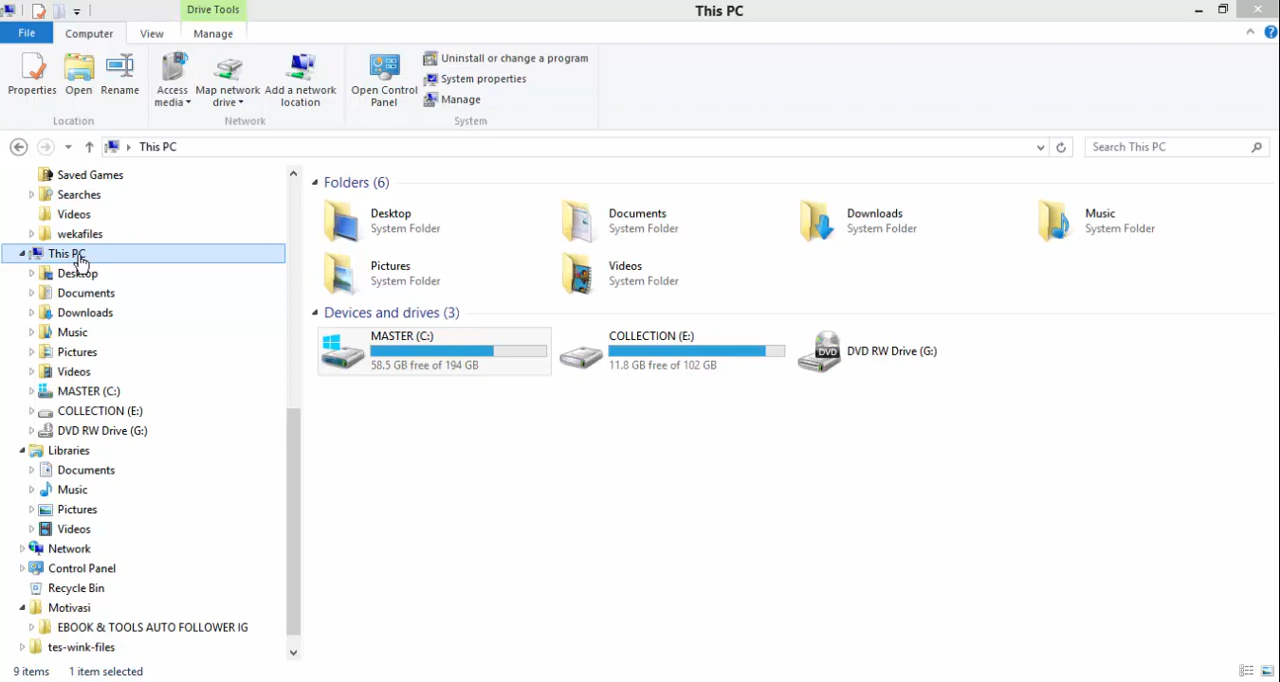 Drive Tools
This PC
File
Computer
View
Manage
Properties
Open
Rename
Access media
Map network drive
Add a network location
Open Control Panel
Uninstall or change a program
System properties
Manage
Location
Network
System
This PC
Search This PC
Saved Games
Searches
Videos
wekafiles
This PC
Desktop
Documents
Downloads
Music
Pictures
Videos
MASTER (C:)
COLLECTION (E:)
DVD RW Drive (G:)
Libraries
Documents
Music
Pictures
Videos
Network
Control Panel
Recycle Bin
Motivasi
EBOOK & TOOLS AUTO FOLLOWER IG
tes-wink-files
Folders (6)
Desktop
System Folder
Documents
System Folder
Downloads
System Folder
Music
System Folder
Pictures
System Folder
Videos
System Folder
Devices and drives (3)
MASTER (C:)
58.5 GB free of 194 GB
COLLECTION (E:)
11.8 GB free of 102 GB
DVD
DVD RW Drive (G:)
9 items
1 item selected